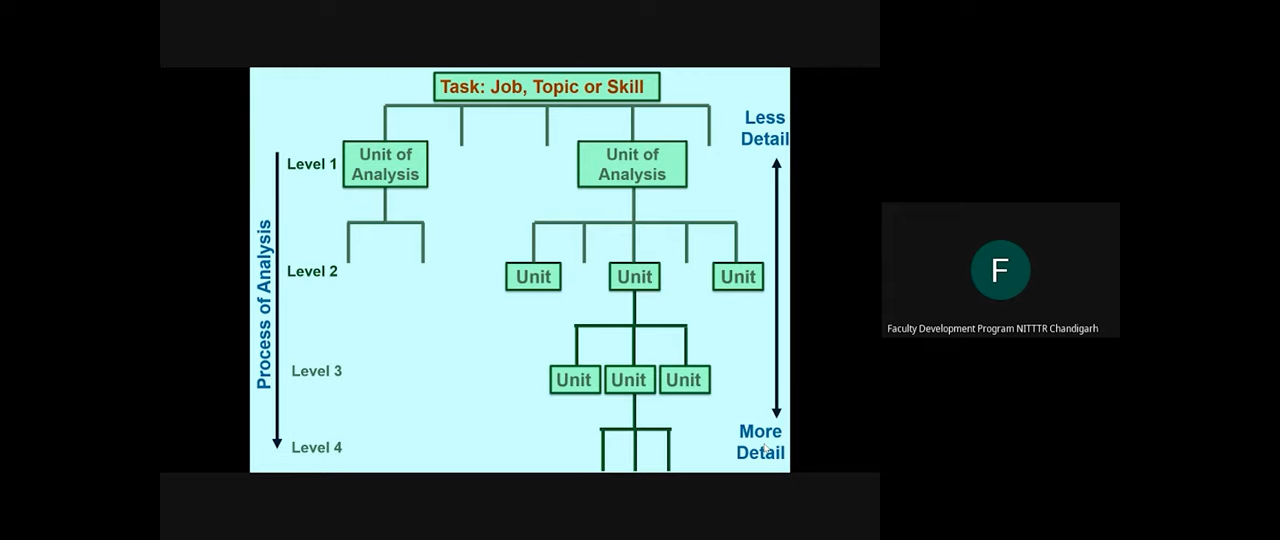 Task: Job, Topic or Skill
Less
Detail
Level 1
Unit of
Analysis
Unit of
Analysis
Process of Analysis
Level 2
Unit
Unit
Unit
Level 3
Unit
Unit
Unit
Level 4
More
Detail
F
Faculty Development Program NITTTR Chandigarh